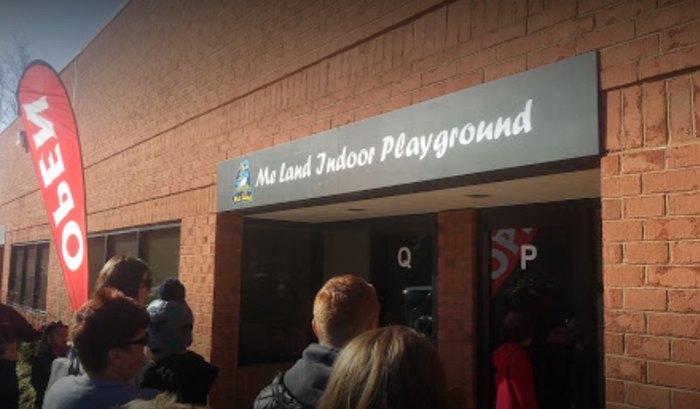 OPEN
Me Land Indoor Playground
Q
P